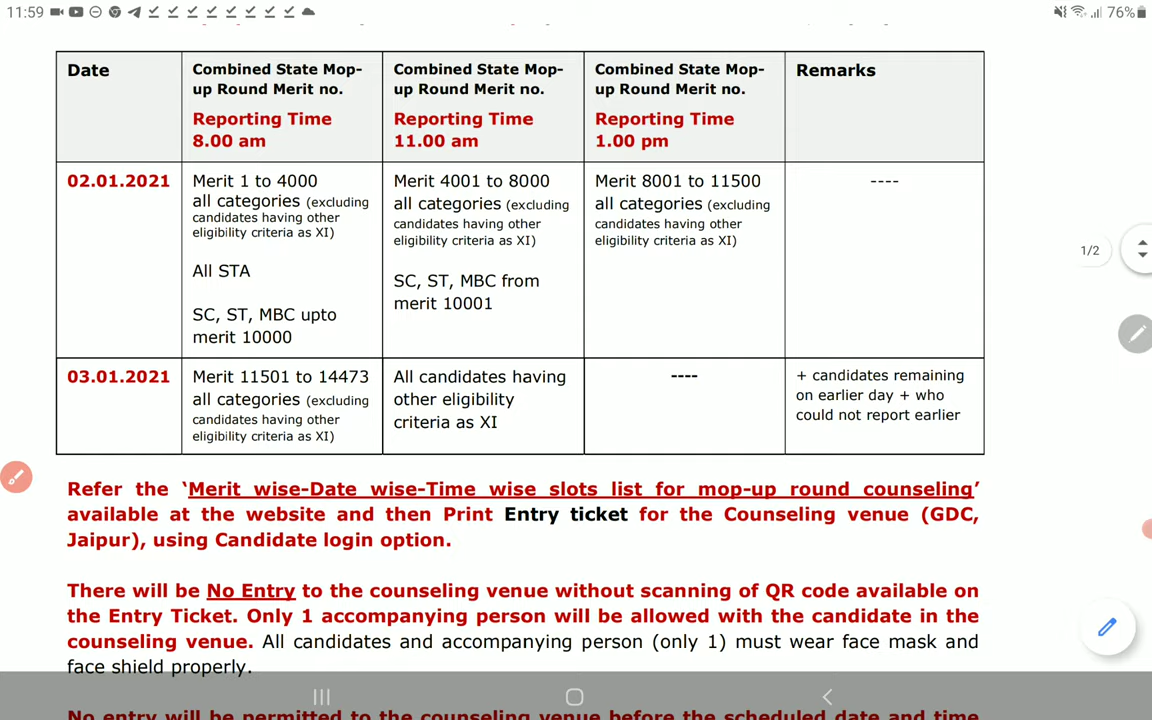 11:59
76%
Date
Combined State Mop-
up Round Merit no.
Reporting Time
8.00 am
Combined State Mop-
up Round Merit no.
Reporting Time
11.00 am
Combined State Mop-
up Round Merit no.
Reporting Time
1.00 pm
Remarks
02.01.2021
Merit 1 to 4000
all categories (excluding
candidates having other
eligibility criteria as XI)
All STA
SC, ST, MBC upto
merit 10000
Merit 4001 to 8000
all categories (excluding
candidates having other
eligibility criteria as XI)
SC, ST, MBC from
merit 10001
Merit 8001 to 11500
all categories (excluding
candidates having other
eligibility criteria as XI)
----
03.01.2021
Merit 11501 to 14473
all categories (excluding
candidates having other
eligibility criteria as XI)
All candidates having
other eligibility
criteria as XI
----
+ candidates remaining
on earlier day + who
could not report earlier
1/2
Refer the ‘Merit wise-Date wise-Time wise slots list for mop-up round counseling’
available at the website and then Print Entry ticket for the Counseling venue (GDC,
Jaipur), using Candidate login option.
There will be No Entry to the counseling venue without scanning of QR code available on
the Entry Ticket. Only 1 accompanying person will be allowed with the candidate in the
counseling venue. All candidates and accompanying person (only 1) must wear face mask and
face shield properly.
No entry will be permitted to the counseling venue before the scheduled date and time